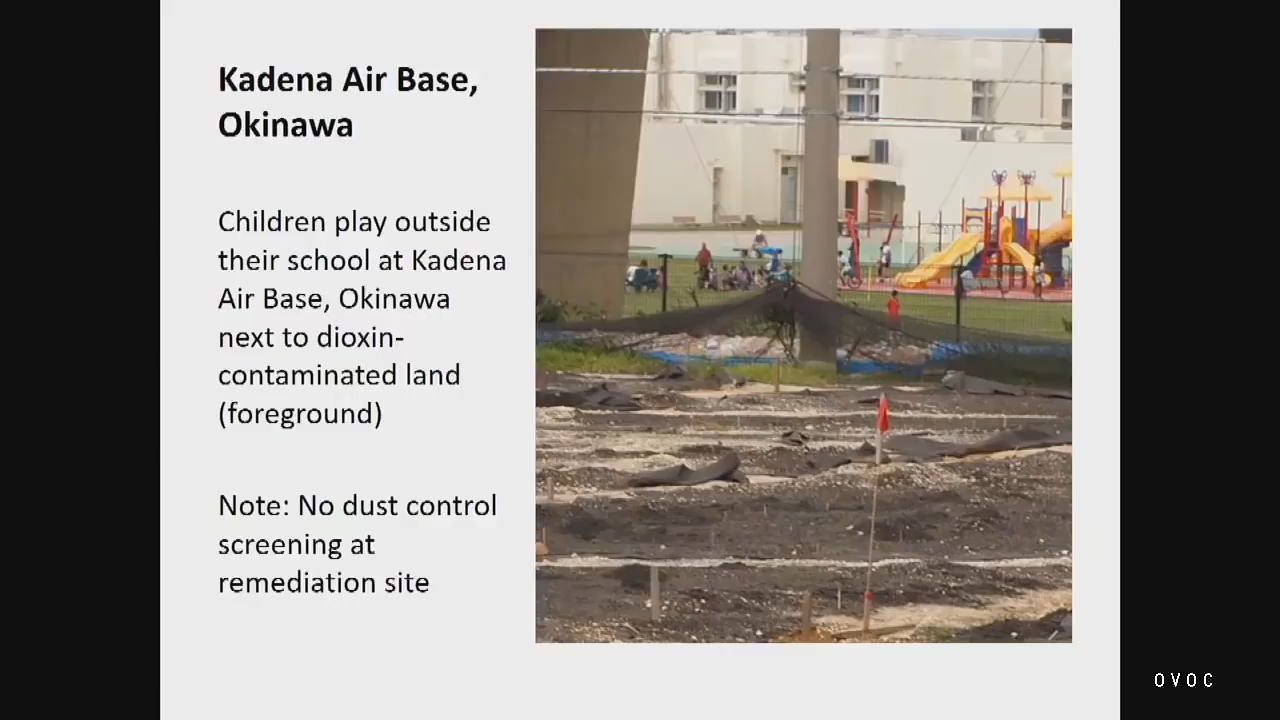 Kadena Air Base,
Okinawa
Children play outside
their school at Kadena
Air Base, Okinawa
next to dioxin-
contaminated land
(foreground)
Note: No dust control
screening at
remediation site
OVOC